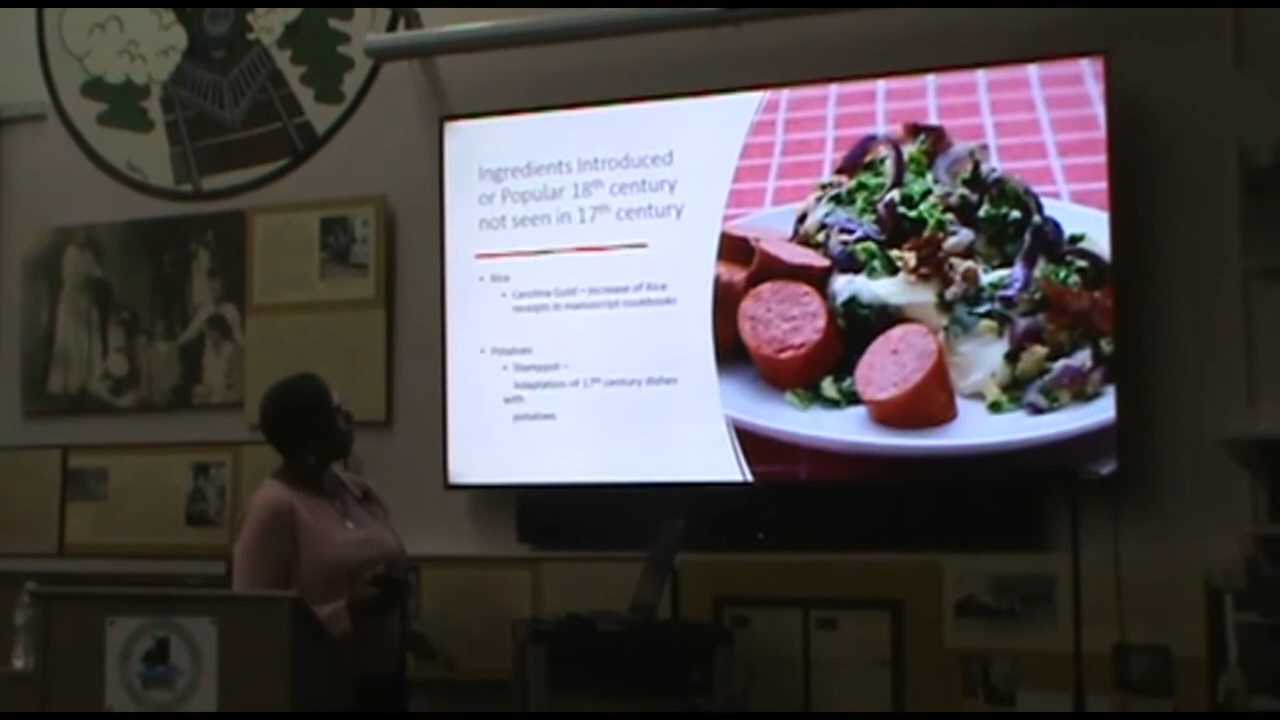 Ingredients Introduced
or Popular 18th century
not seen in 17th century
• Rice
• Carolina Gold – Increase of Rice
receipts in manuscript cookbooks
• Potatoes
• Stamppot –
Adaptation of 17th century dishes
with
potatoes